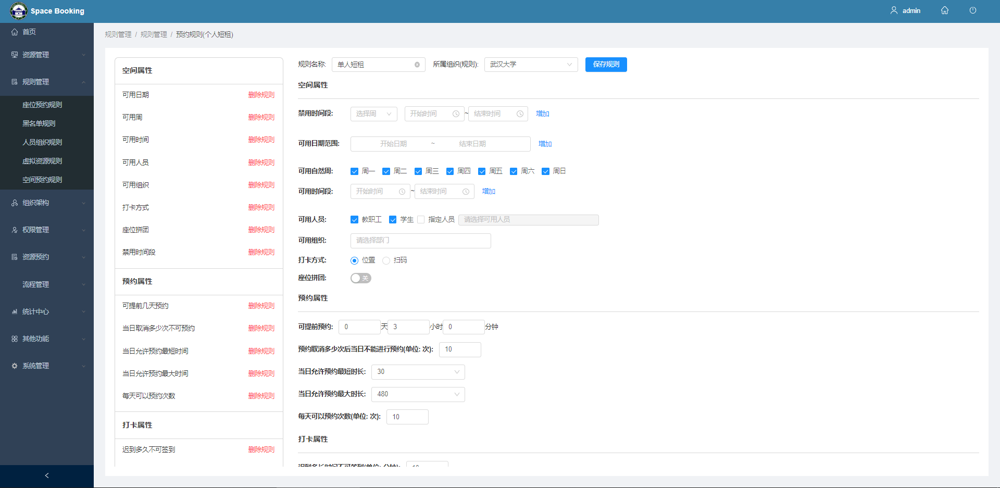 Space Booking
admin
首页
资源管理
规则管理
座位预约规则
黑名单规则
人员组织规则
虚拟资源规则
空间预约规则
组织架构
权限管理
资源预约
流程管理
统计中心
其他功能
系统管理
规则管理 / 规则管理 / 预约规则(个人短租)
空间属性
可用日期 删除规则
可用周 删除规则
可用时间 删除规则
可用人员 删除规则
可用组织 删除规则
打卡方式 删除规则
座位拼团 删除规则
禁用时间段 删除规则
预约属性
可提前几天预约 删除规则
当日取消多少次不可预约 删除规则
当日允许预约最短时间 删除规则
当日允许预约最大时间 删除规则
每天可以预约次数 删除规则
打卡属性
迟到多久不可签到 删除规则
规则名称: 单人短租 所属组织(规则): 武汉大学 保存规则
空间属性
禁用时间段: 选择周 开始时间 ~ 结束时间 增加
可用日期范围: 开始日期 ~ 结束日期 增加
可用自然周: 周一 周二 周三 周四 周五 周六 周日
可用时间段: 开始时间 ~ 结束时间 增加
可用人员: 教职工 学生 指定人员 请选择可用人员
可用组织: 请选择部门
打卡方式: 位置 扫码
座位拼团: 关
预约属性
可提前预约: 0 天 3 小时 0 分钟
预约取消多少次后当日不能进行预约(单位: 次): 10
当日允许预约最短时长: 30
当日允许预约最大时长: 480
每天可以预约次数(单位: 次): 10
打卡属性
迟到多长时间不可签到(单位: 分钟): 10